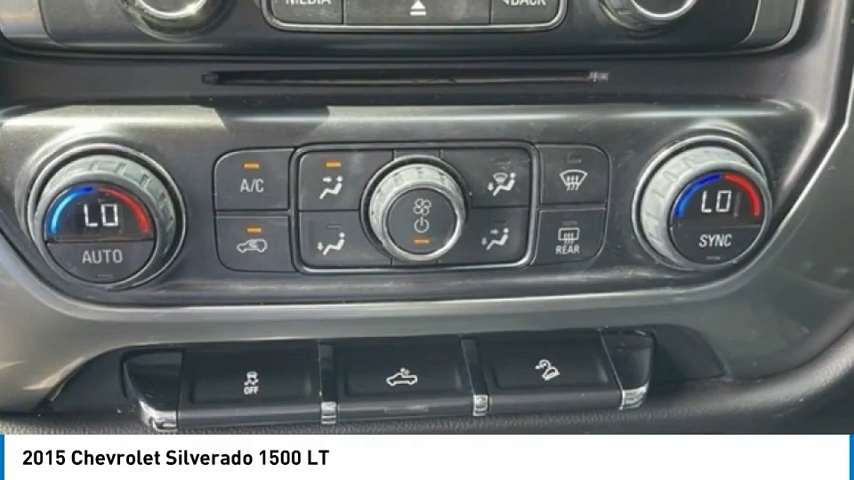 MEDIA BACK
A/C
LO LO
AUTO SYNC
REAR
OFF
2015 Chevrolet Silverado 1500 LT